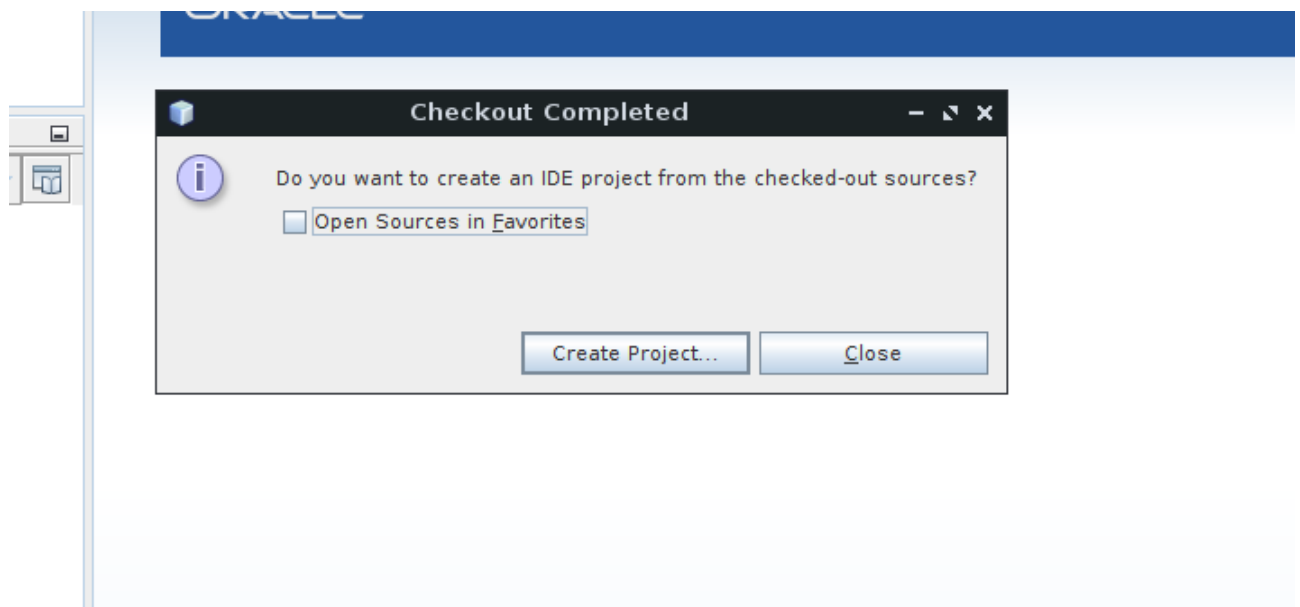 ORACLE
Checkout Completed
i
Do you want to create an IDE project from the checked-out sources?
Open Sources in Favorites
Create Project...
Close